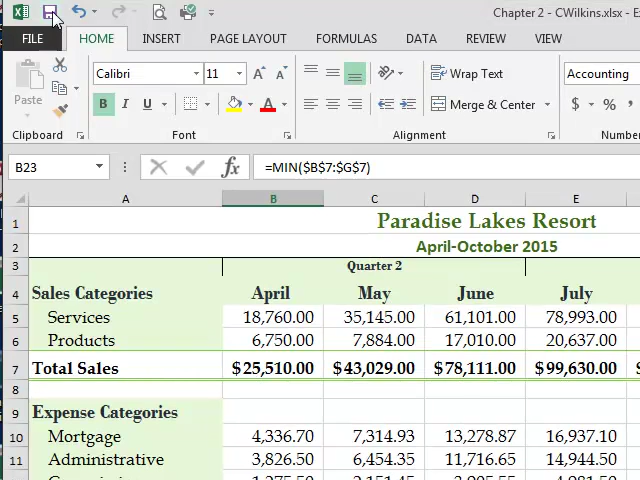 Chapter 2 - CWilkins.xlsx - E
FILE HOME INSERT PAGE LAYOUT FORMULAS DATA REVIEW VIEW
Calibri 11 Wrap Text Accounting
Paste B I U A Merge & Center $ % ,
Clipboard Font Alignment Numbe
B23 fx =MIN($B$7:$G$7)
A B C D E
1 Paradise Lakes Resort
2 April-October 2015
3 Quarter 2
4 Sales Categories April May June July
5 Services 18,760.00 35,145.00 61,101.00 78,993.00
6 Products 6,750.00 7,884.00 17,010.00 20,637.00
7 Total Sales $25,510.00 $43,029.00 $78,111.00 $99,630.00 $
8
9 Expense Categories
10 Mortgage 4,336.70 7,314.93 13,278.87 16,937.10
11 Administrative 3,826.50 6,454.35 11,716.65 14,944.50